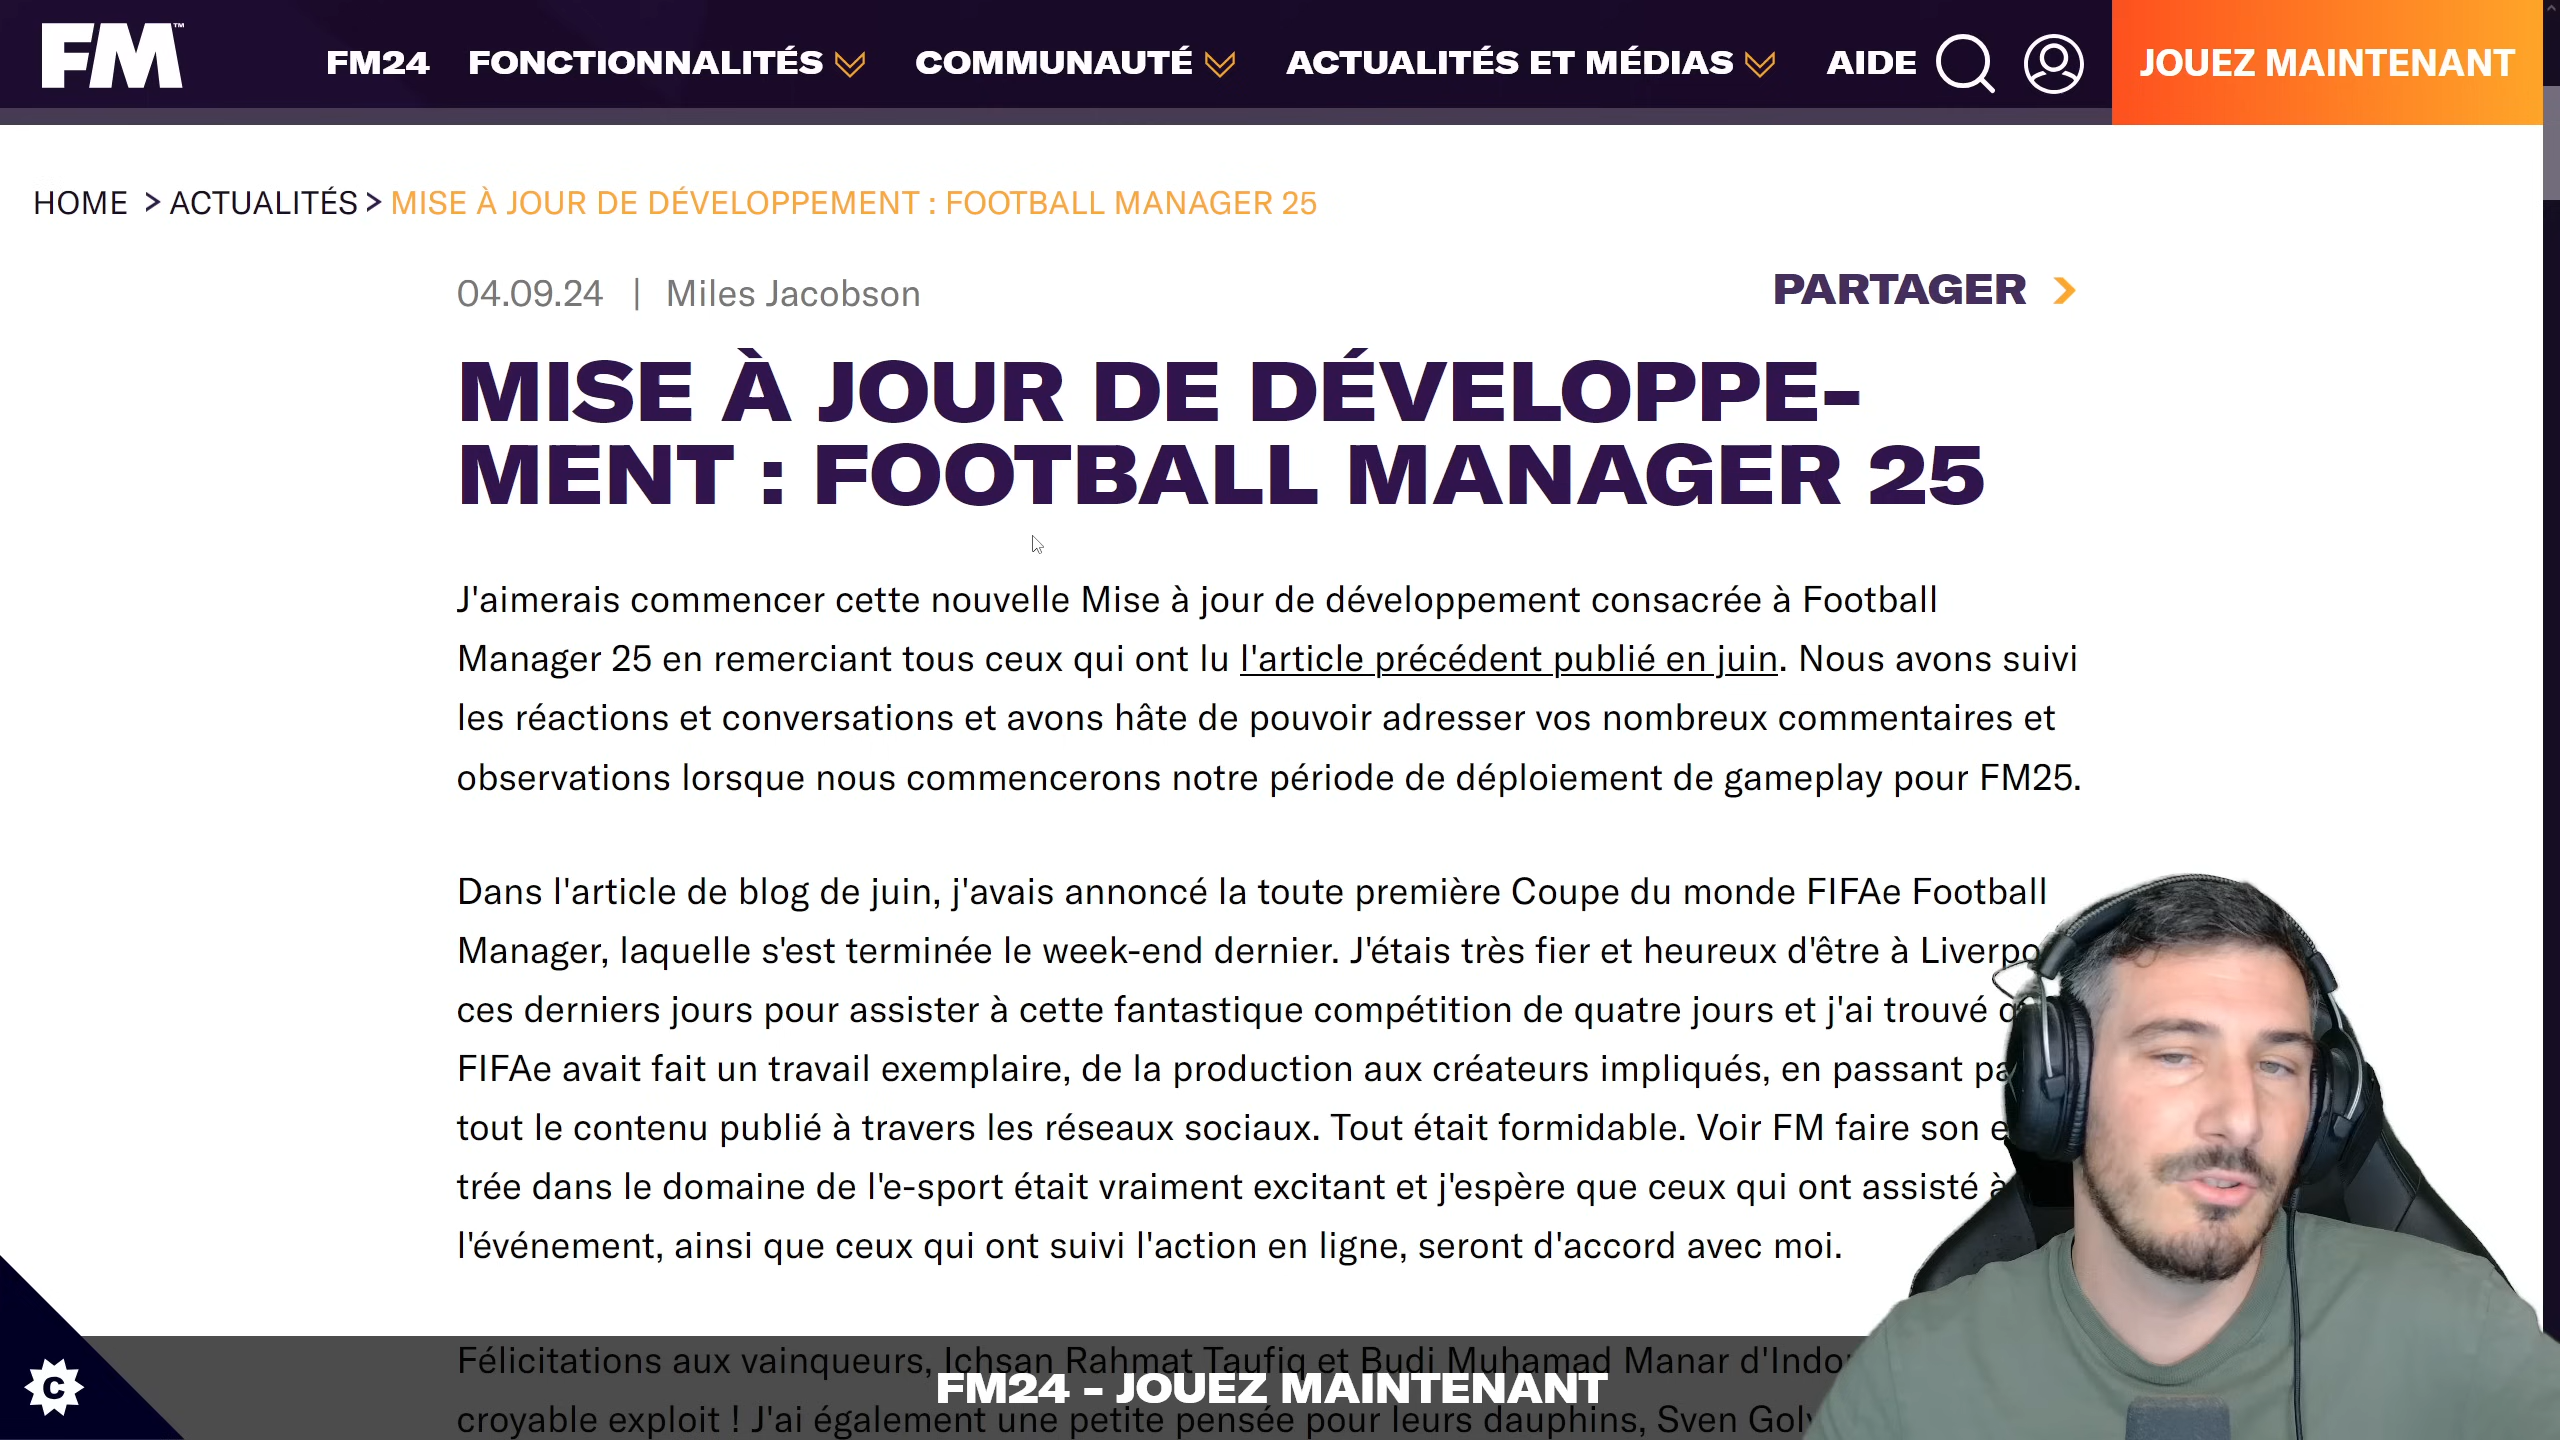 FM™
FM24 FONCTIONNALITÉS COMMUNAUTÉ ACTUALITÉS ET MÉDIAS AIDE JOUEZ MAINTENANT
HOME > ACTUALITÉS > MISE À JOUR DE DÉVELOPPEMENT : FOOTBALL MANAGER 25
04.09.24 | Miles Jacobson
PARTAGER >
MISE À JOUR DE DÉVELOPPE-
MENT : FOOTBALL MANAGER 25
J'aimerais commencer cette nouvelle Mise à jour de développement consacrée à Football
Manager 25 en remerciant tous ceux qui ont lu l'article précédent publié en juin. Nous avons suivi
les réactions et conversations et avons hâte de pouvoir adresser vos nombreux commentaires et
observations lorsque nous commencerons notre période de déploiement de gameplay pour FM25.
Dans l'article de blog de juin, j'avais annoncé la toute première Coupe du monde FIFAe Football
Manager, laquelle s'est terminée le week-end dernier. J'étais très fier et heureux d'être à Liverpo
ces derniers jours pour assister à cette fantastique compétition de quatre jours et j'ai trouvé
FIFAe avait fait un travail exemplaire, de la production aux créateurs impliqués, en passant pa
tout le contenu publié à travers les réseaux sociaux. Tout était formidable. Voir FM faire son e
trée dans le domaine de l'e-sport était vraiment excitant et j'espère que ceux qui ont assisté à
l'événement, ainsi que ceux qui ont suivi l'action en ligne, seront d'accord avec moi.
Félicitations aux vainqueurs, Ichsan Rahmat Taufiq et Budi Muhamad Manar d'Indo
FM24 - JOUEZ MAINTENANT
croyable exploit ! J'ai également une petite pensée pour leurs dauphins, Sven Gol
C